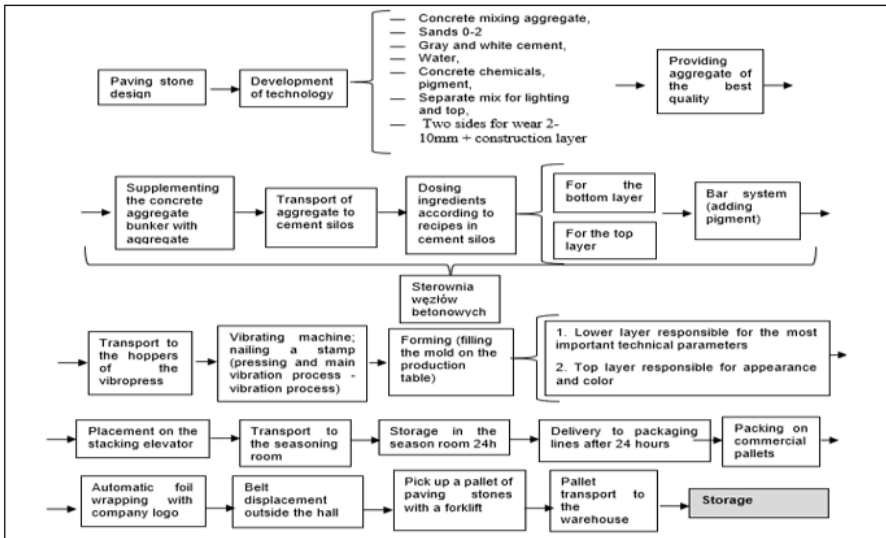 Paving stone
design
Development
of technology
— Concrete mixing aggregate,
— Sands 0-2
— Gray and white cement,
— Water,
— Concrete chemicals,
pigment,
— Separate mix for lighting
and top,
— Two sides for wear 2-
10mm + construction layer
Providing
aggregate of
the best
quality
Supplementing
the concrete
aggregate
bunker with
aggregate
Transport of
aggregate to
cement silos
Dosing
ingredients
according to
recipes in
cement silos
For the
bottom layer
For the top
layer
Bar system
(adding
pigment)
Sterownia
węzłów
betonowych
Transport to
the hoppers
of the
vibropress
Vibrating machine;
nailing a stamp
(pressing and main
vibration process -
vibration process)
Forming (filling
the mold on the
production
table)
1. Lower layer responsible for the most
important technical parameters
2. Top layer responsible for appearance
and color
Placement on the
stacking elevator
Transport to
the seasoning
room
Storage in the
season room 24h
Delivery to packaging
lines after 24 hours
Packing on
commercial
pallets
Automatic foil
wrapping with
company logo
Belt
displacement
outside the hall
Pick up a pallet of
paving stones
with a forklift
Pallet
transport to
the
warehouse
Storage